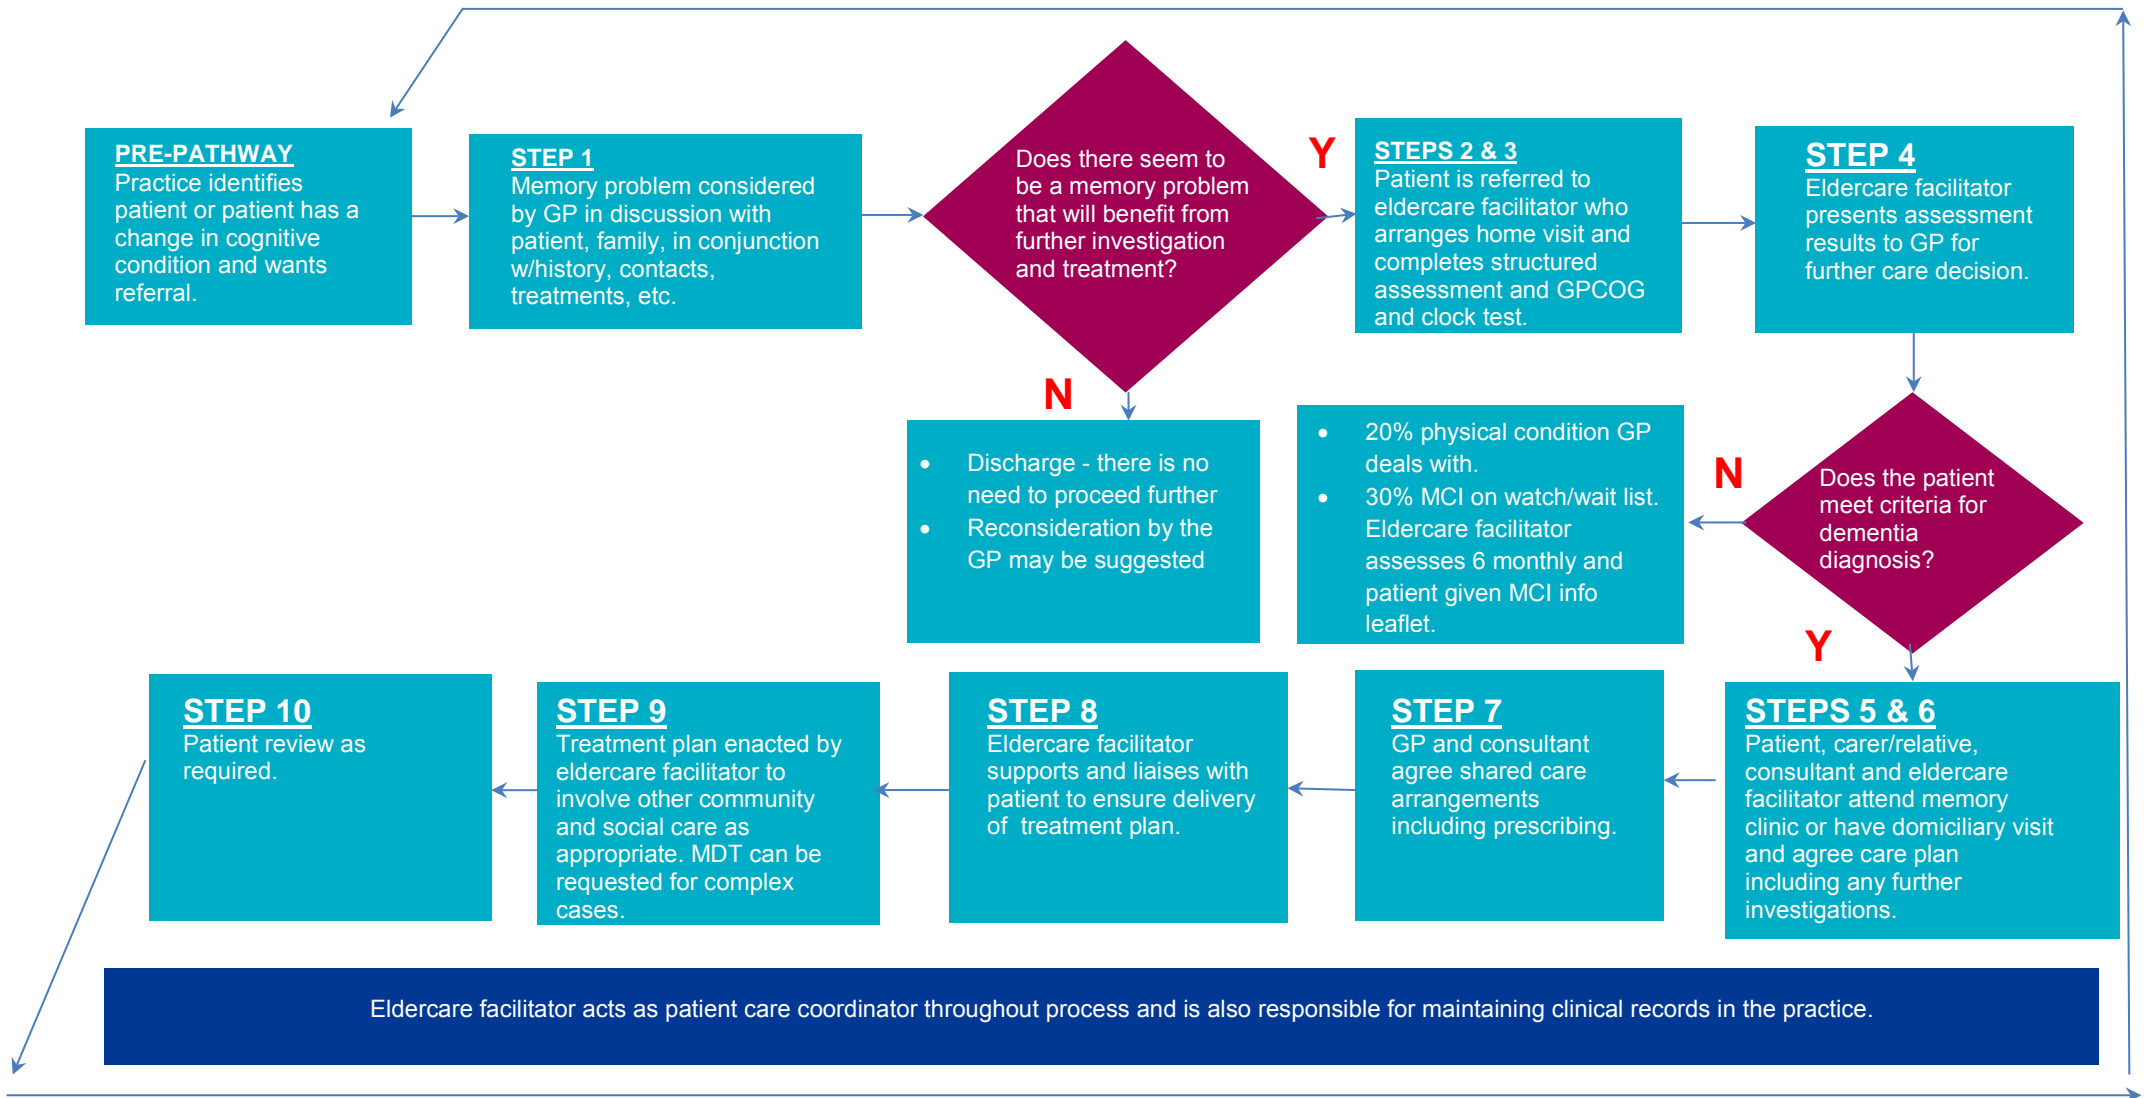 PRE-PATHWAY
Practice identifies
patient or patient has a
change in cognitive
condition and wants
referral.
STEP 1
Memory problem considered
by GP in discussion with
patient, family, in conjunction
w/history, contacts,
treatments, etc.
Does there seem to
be a memory problem
that will benefit from
further investigation
and treatment?
Y
STEPS 2 & 3
Patient is referred to
eldercare facilitator who
arranges home visit and
completes structured
assessment and GPCOG
and clock test.
STEP 4
Eldercare facilitator
presents assessment
results to GP for
further care decision.
N
• Discharge - there is no
need to proceed further
• Reconsideration by the
GP may be suggested
• 20% physical condition GP
deals with.
• 30% MCI on watch/wait list.
Eldercare facilitator
assesses 6 monthly and
patient given MCI info
leaflet.
N
Does the patient
meet criteria for
dementia
diagnosis?
Y
STEP 10
Patient review as
required.
STEP 9
Treatment plan enacted by
eldercare facilitator to
involve other community
and social care as
appropriate. MDT can be
requested for complex
cases.
STEP 8
Eldercare facilitator
supports and liaises with
patient to ensure delivery
of  treatment plan.
STEP 7
GP and consultant
agree shared care
arrangements
including prescribing.
STEPS 5 & 6
Patient, carer/relative,
consultant and eldercare
facilitator attend memory
clinic or have domiciliary visit
and agree care plan
including any further
investigations.
Eldercare facilitator acts as patient care coordinator throughout process and is also responsible for maintaining clinical records in the practice.